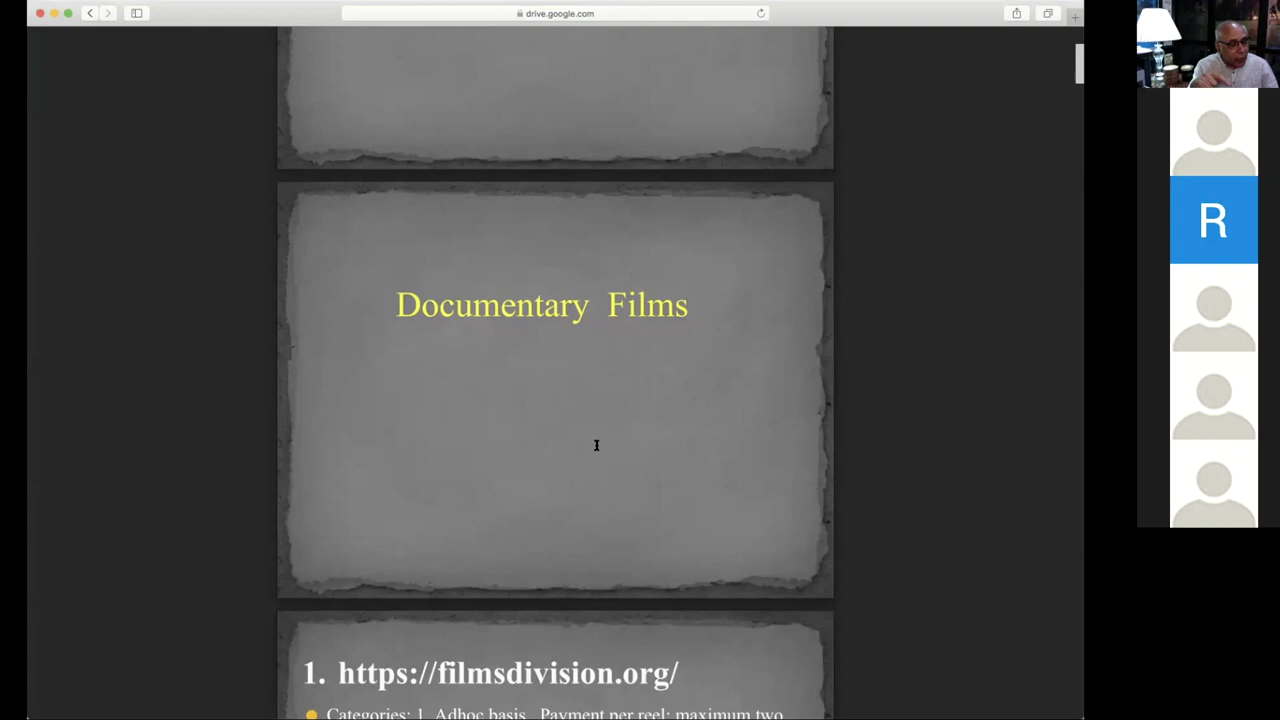 drive.google.com
Documentary Films
R
1. https://filmsdivision.org/
Categories: 1. Adhoc basis. Payment per reel: maximum two